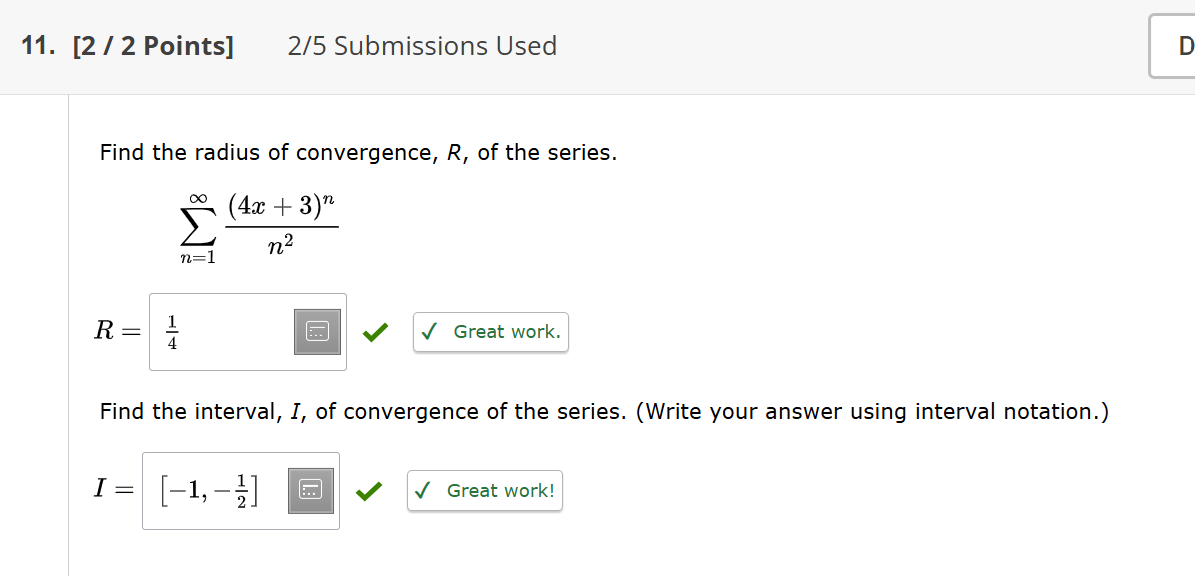 11. [2 / 2 Points] 2/5 Submissions Used D
Find the radius of convergence, R, of the series.
∞
∑ (4x + 3)ⁿ / n²
n=1
R = 1/4 ✓ Great work.
Find the interval, I, of convergence of the series. (Write your answer using interval notation.)
I = [−1, −1/2] ✓ Great work!